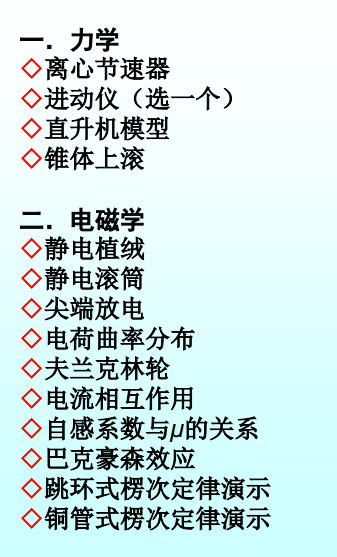 一．力学
◇离心节速器
◇进动仪（选一个）
◇直升机模型
◇锥体上滚
二．电磁学
◇静电植绒
◇静电滚筒
◇尖端放电
◇电荷曲率分布
◇夫兰克林轮
◇电流相互作用
◇自感系数与μ的关系
◇巴克豪森效应
◇跳环式楞次定律演示
◇铜管式楞次定律演示